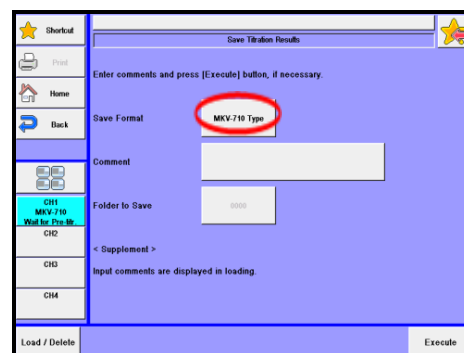 Shortcut
Save Titration Results
Print
Enter comments and press [Execute] button, if necessary.
Home
Save Format
MKV-710 Type
Back
Comment
CH1
MKV-710
Wait for Pre-titr.
Folder to Save
0000
CH2
< Supplement >
CH3
Input comments are displayed in loading.
CH4
Load / Delete
Execute